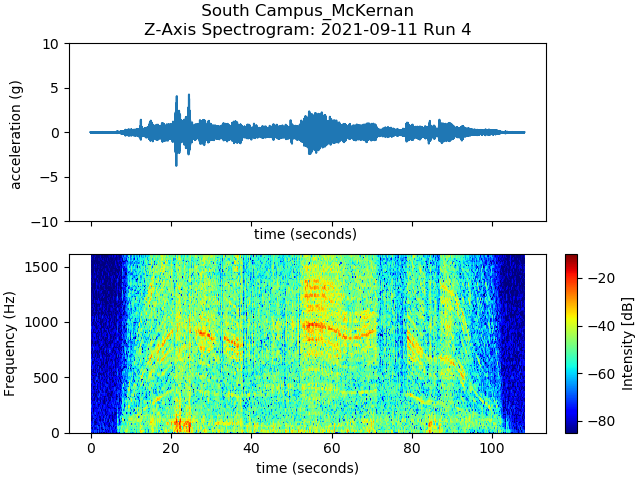 South Campus_McKernan
Z-Axis Spectrogram: 2021-09-11 Run 4
10
5
0
−5
−10
acceleration (g)
time (seconds)
1500
1000
500
0
Frequency (Hz)
0 20 40 60 80 100
time (seconds)
−20
−40
−60
−80
Intensity [dB]